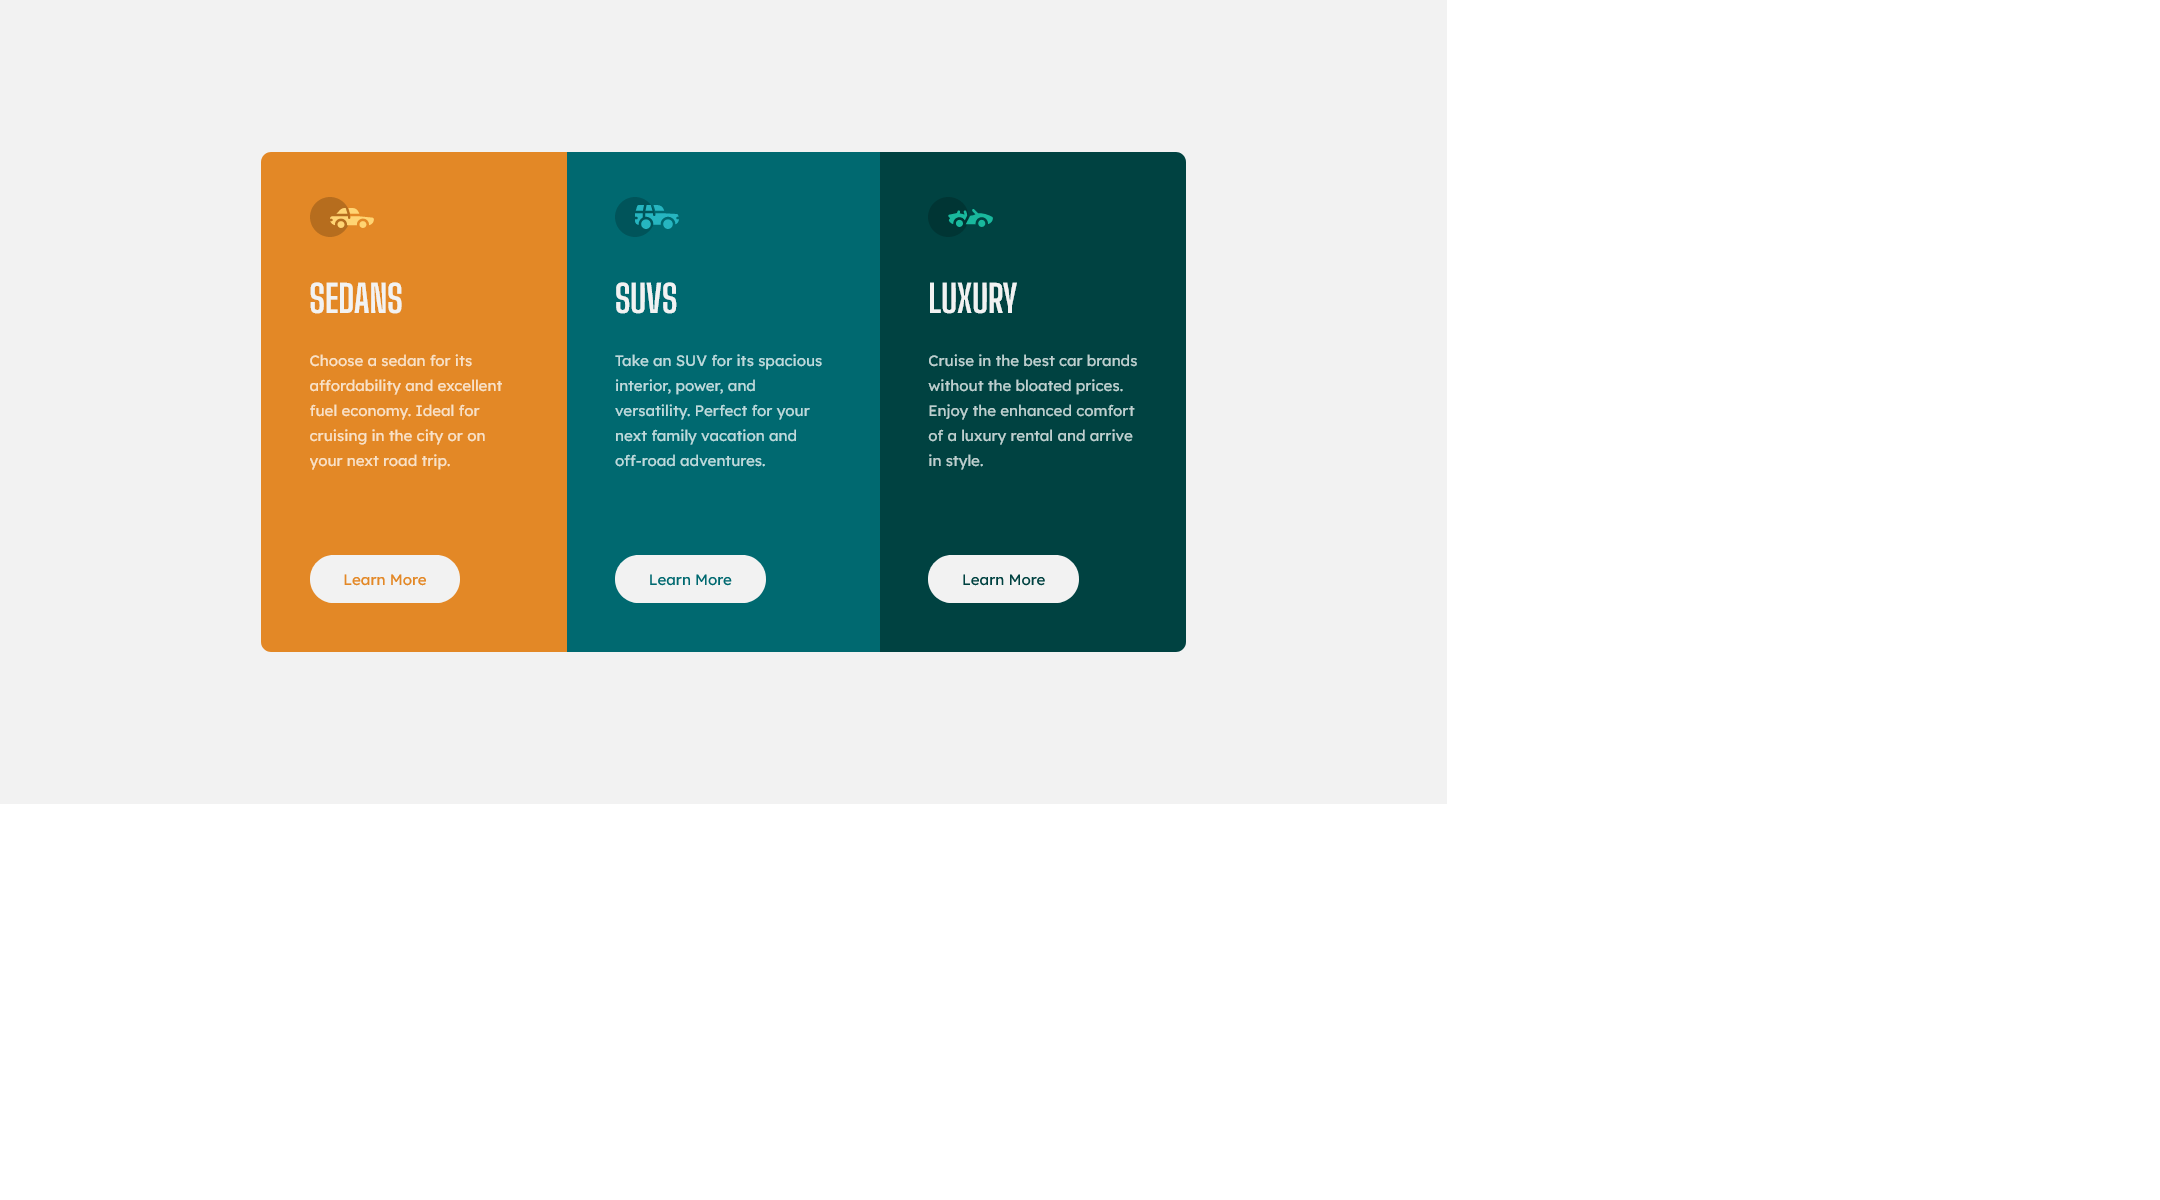 SEDANS
Choose a sedan for its
affordability and excellent
fuel economy. Ideal for
cruising in the city or on
your next road trip.
Learn More
SUVS
Take an SUV for its spacious
interior, power, and
versatility. Perfect for your
next family vacation and
off-road adventures.
Learn More
LUXURY
Cruise in the best car brands
without the bloated prices.
Enjoy the enhanced comfort
of a luxury rental and arrive
in style.
Learn More